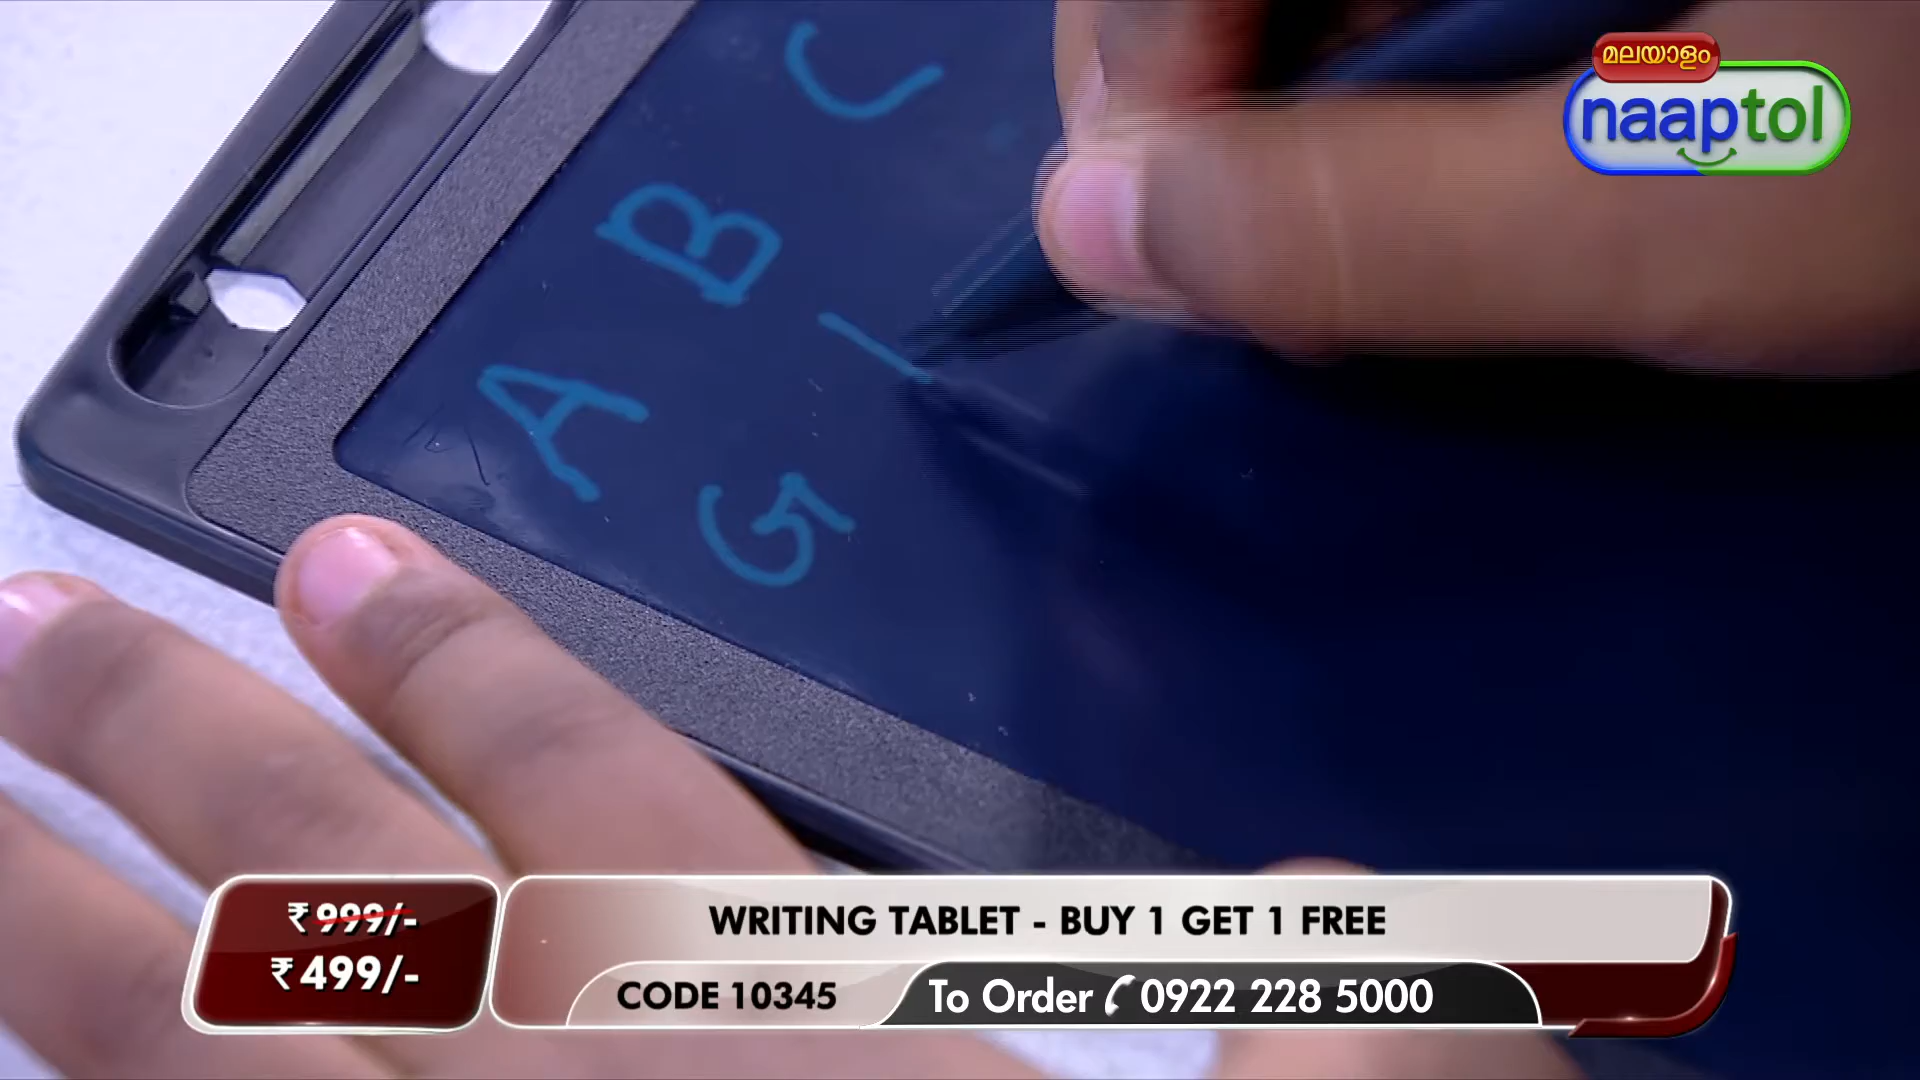 മലയാളം
naaptol
A B C
G
₹999/-
₹499/-
WRITING TABLET - BUY 1 GET 1 FREE
CODE 10345
To Order 0922 228 5000